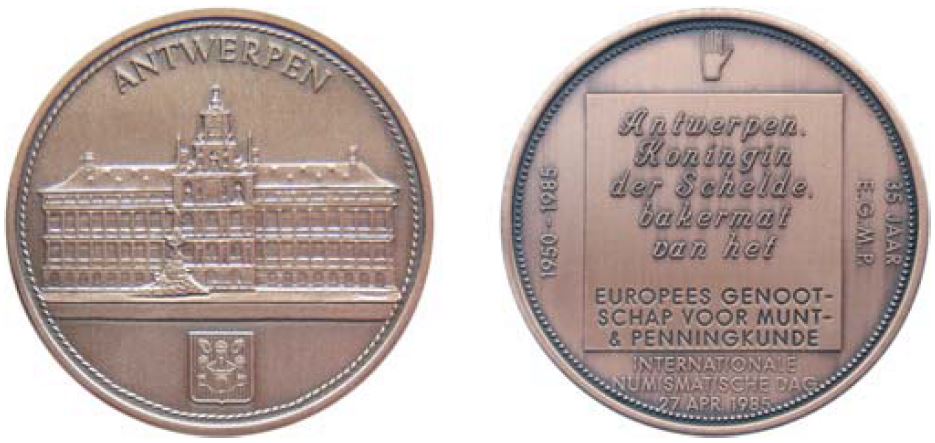 ANTWERPEN
1950-1985
Antwerpen,
Koningin
der Schelde,
bakermat
van het
EUROPEES GENOOT-
SCHAP VOOR MUNT-
& PENNINGKUNDE
35 JAAR
E.G.M.P.
INTERNATIONALE
NUMISMATISCHE DAG
27 APR 1985